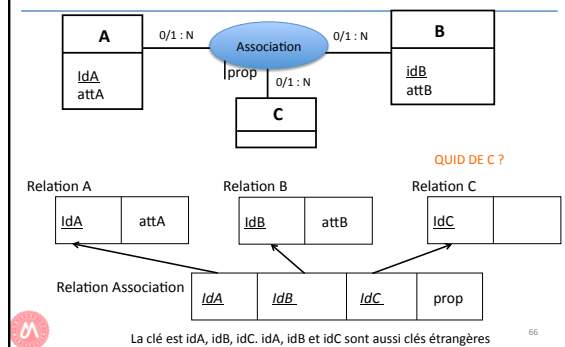 A
0/1 : N
Association
0/1 : N
B
IdA
attA
prop
0/1 : N
idB
attB
C
QUID DE C ?
Relation A
Relation B
Relation C
IdA
attA
IdB
attB
IdC
Relation Association
IdA
IdB
IdC
prop
La clé est idA, idB, idC. idA, idB et idC sont aussi clés étrangères
66